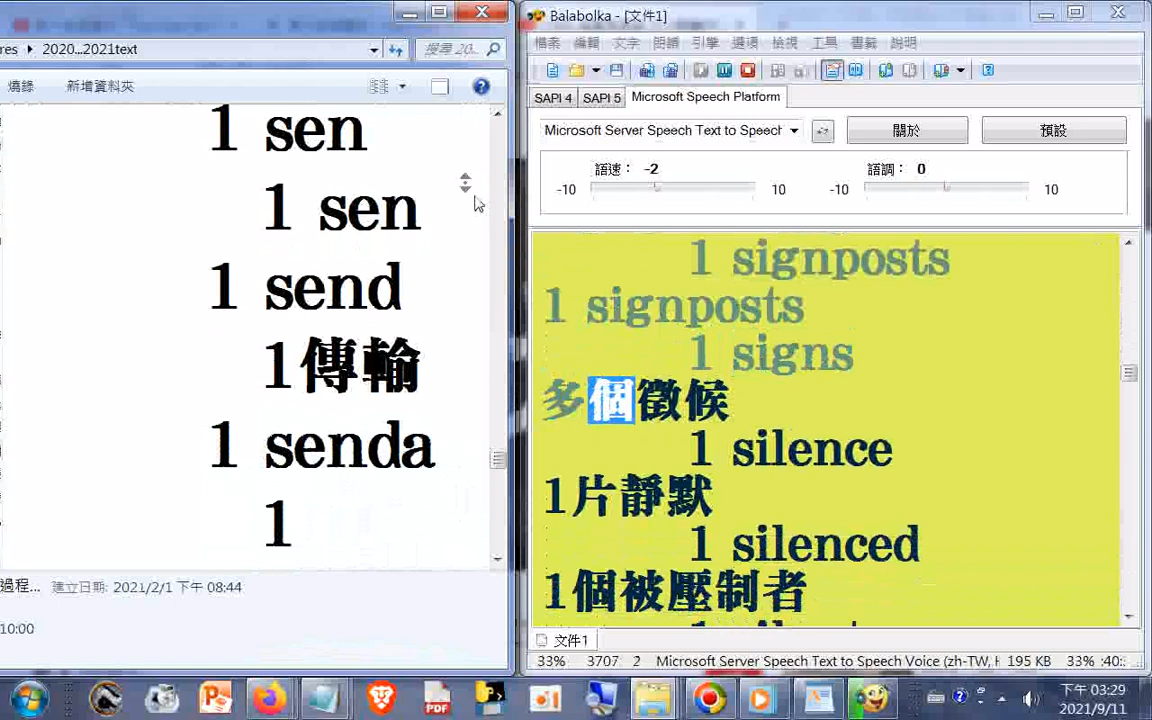 res ▸ 2020...2021text
搜尋 20...
燒錄 新增資料夾
1 sen
1 sen
1 send
1傳輸
1 senda
1
過程... 建立日期: 2021/2/1 下午 08:44
10:00
Balabolka - [文件1]
檔案 編輯 文字 閱讀 引擎 選項 檢視 工具 書籤 說明
SAPI 4 SAPI 5 Microsoft Speech Platform
Microsoft Server Speech Text to Speech 關於 預設
語速： -2 語調： 0
-10 10 -10 10
1 signposts
1 signposts
1 signs
多個徵候
1 silence
1片靜默
1 silenced
1個被壓制者
文件1
33% 3707 2 Microsoft Server Speech Text to Speech Voice (zh-TW, 195 KB 33%
下午 03:29
2021/9/11